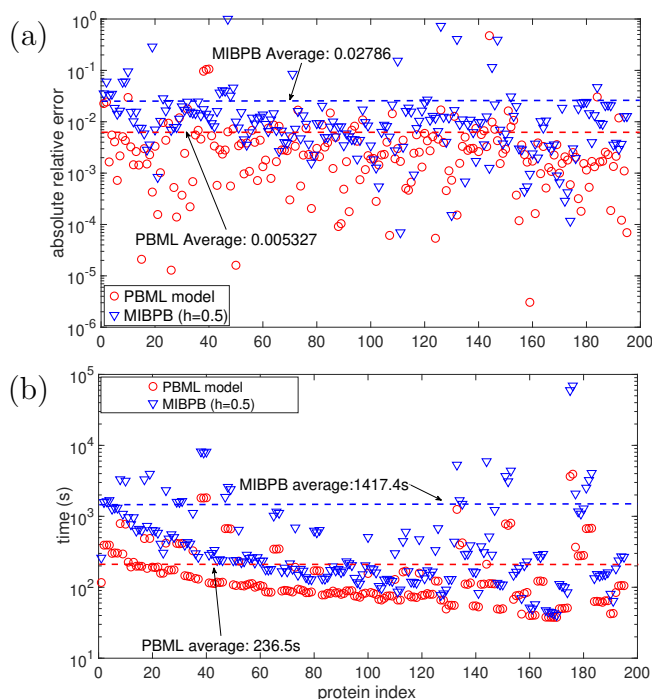 (a)
10^0
10^-1
10^-2
10^-3
10^-4
10^-5
10^-6
absolute relative error
MIBPB Average: 0.02786
PBML Average: 0.005327
PBML model
MIBPB (h=0.5)
0 20 40 60 80 100 120 140 160 180 200
(b)
10^5
10^4
10^3
10^2
10^1
time (s)
PBML model
MIBPB (h=0.5)
MIBPB average:1417.4s
PBML average: 236.5s
0 20 40 60 80 100 120 140 160 180 200
protein index